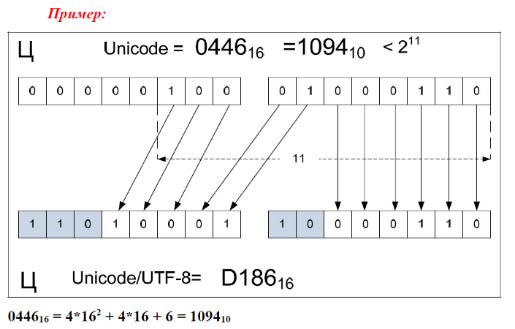 Пример:
Ц Unicode = 0446₁₆ =1094₁₀ < 2¹¹
0 0 0 0 0 1 0 0 0 1 0 0 0 1 1 0
11
1 1 0 1 0 0 0 1 1 0 0 0 0 1 1 0
Ц Unicode/UTF-8= D186₁₆
0446₁₆ = 4*16² + 4*16 + 6 = 1094₁₀